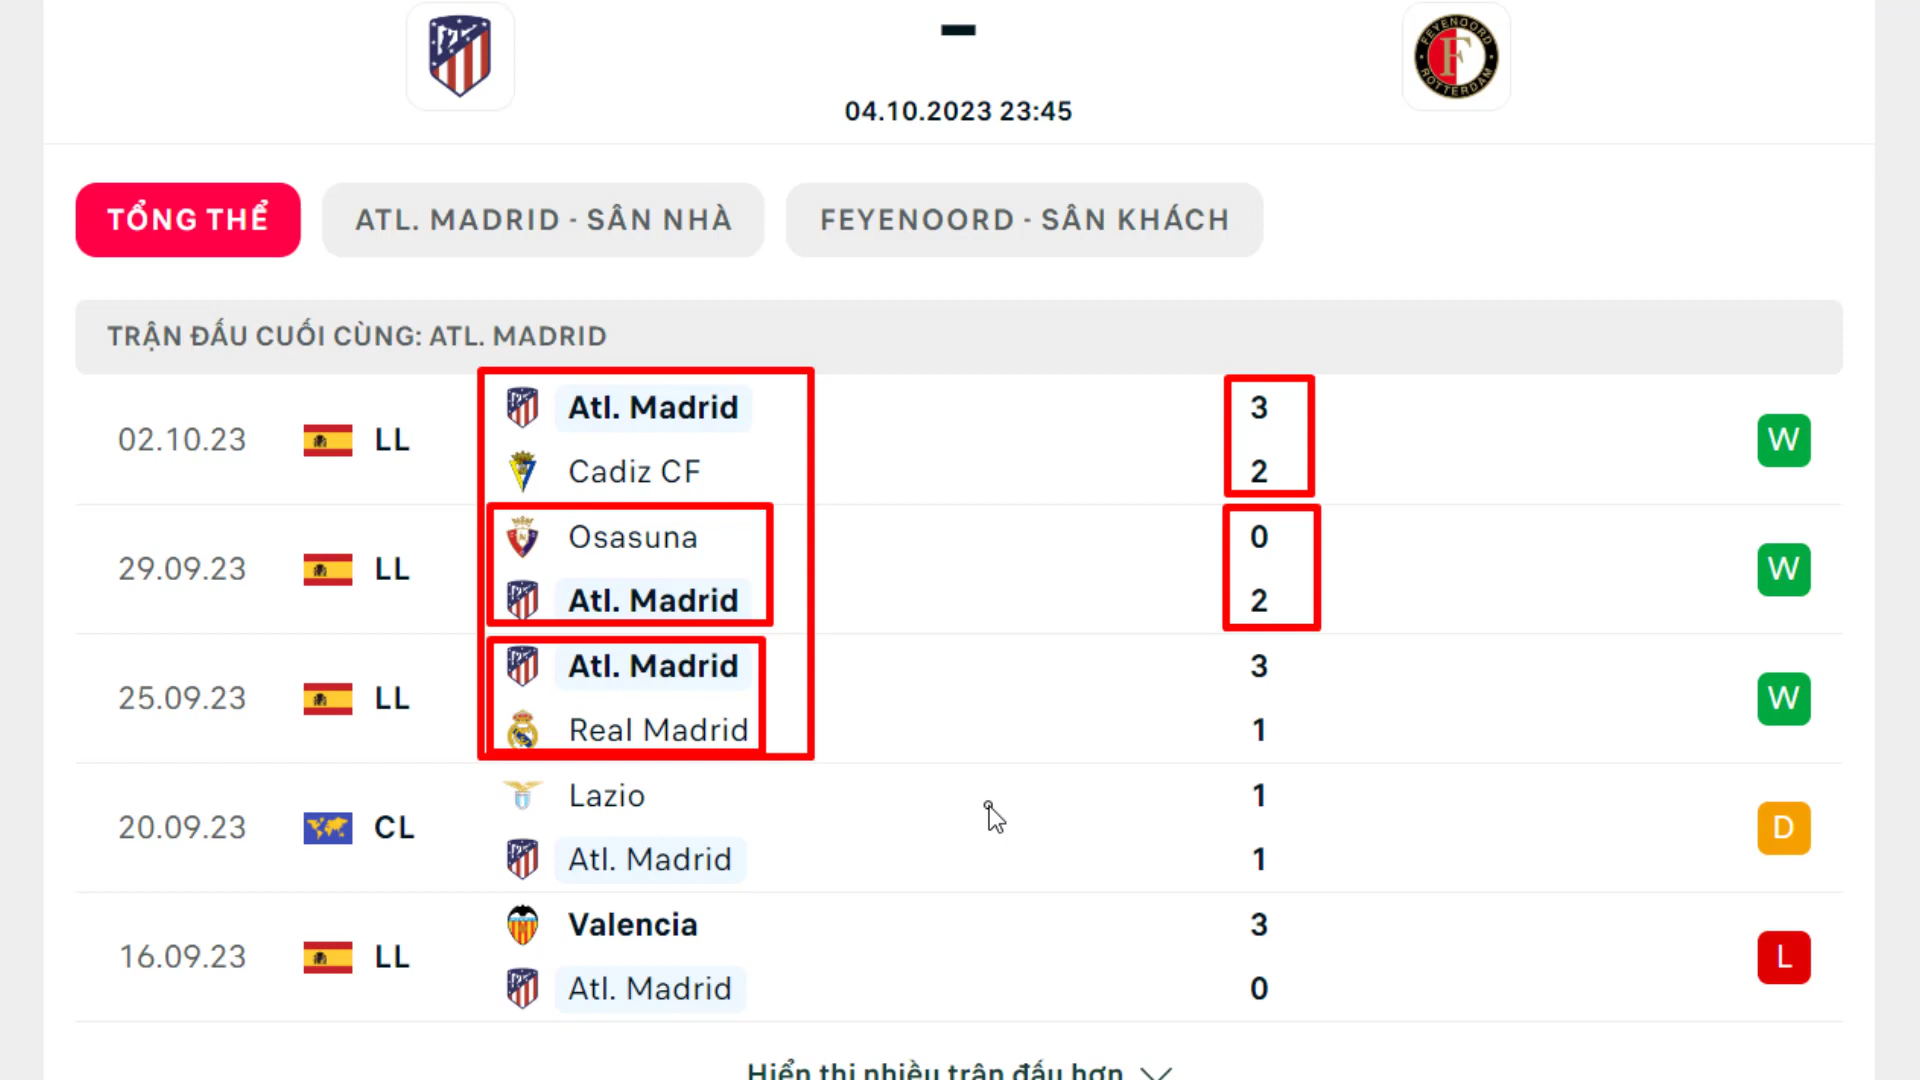 -
FEYENOORD
F
ROTTERDAM
04.10.2023 23:45
TỔNG THỂ
ATL. MADRID - SÂN NHÀ
FEYENOORD - SÂN KHÁCH
TRẬN ĐẤU CUỐI CÙNG: ATL. MADRID
02.10.23 LL Atl. Madrid 3 W
Cadiz CF 2
29.09.23 LL Osasuna 0 W
Atl. Madrid 2
25.09.23 LL Atl. Madrid 3 W
Real Madrid 1
20.09.23 CL Lazio 1 D
Atl. Madrid 1
16.09.23 LL Valencia 3 L
Atl. Madrid 0
Hiển thị nhiều trận đấu hơn